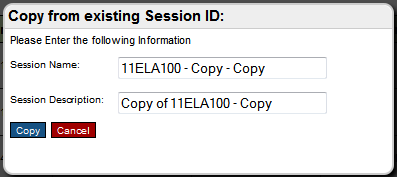 Copy from existing Session ID:
Please Enter the following Information
Session Name: 11ELA100 - Copy - Copy
Session Description: Copy of 11ELA100 - Copy
Copy Cancel